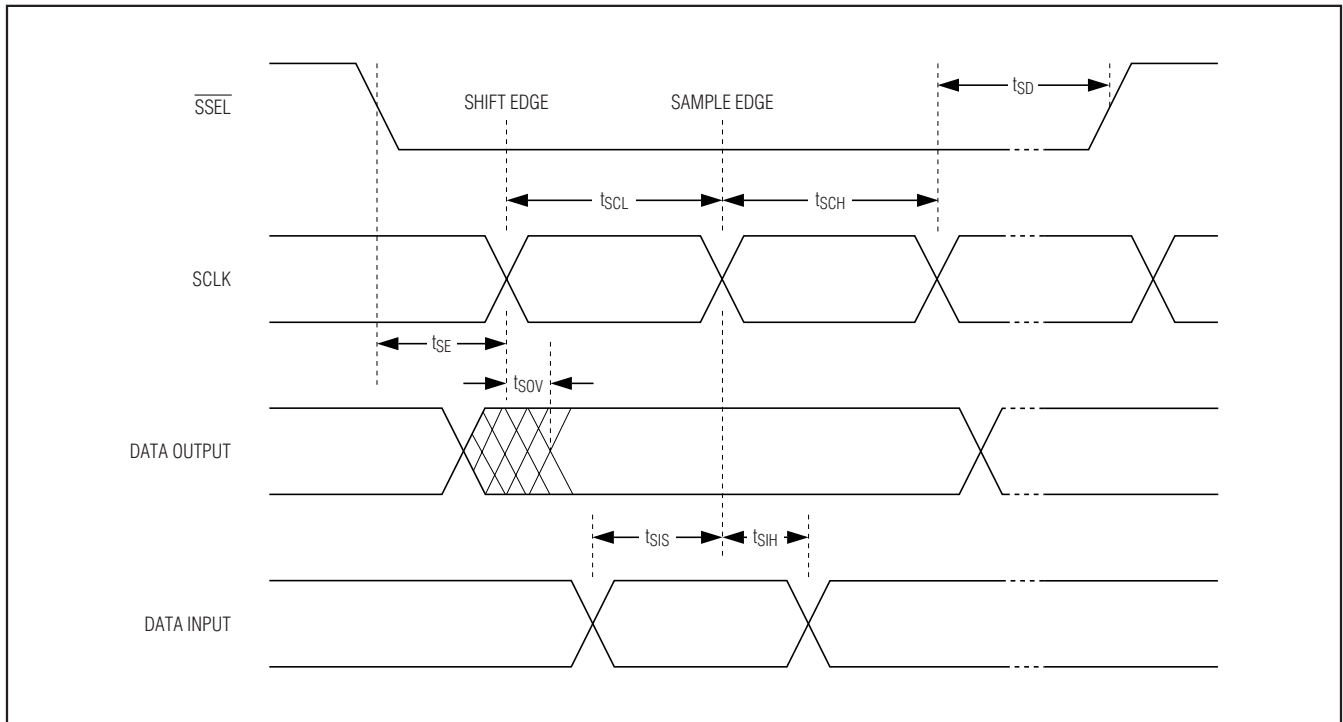 SSEL
SHIFT EDGE
SAMPLE EDGE
tSD
tSCL
tSCH
SCLK
tSE
tSOV
DATA OUTPUT
tSIS
tSIH
DATA INPUT